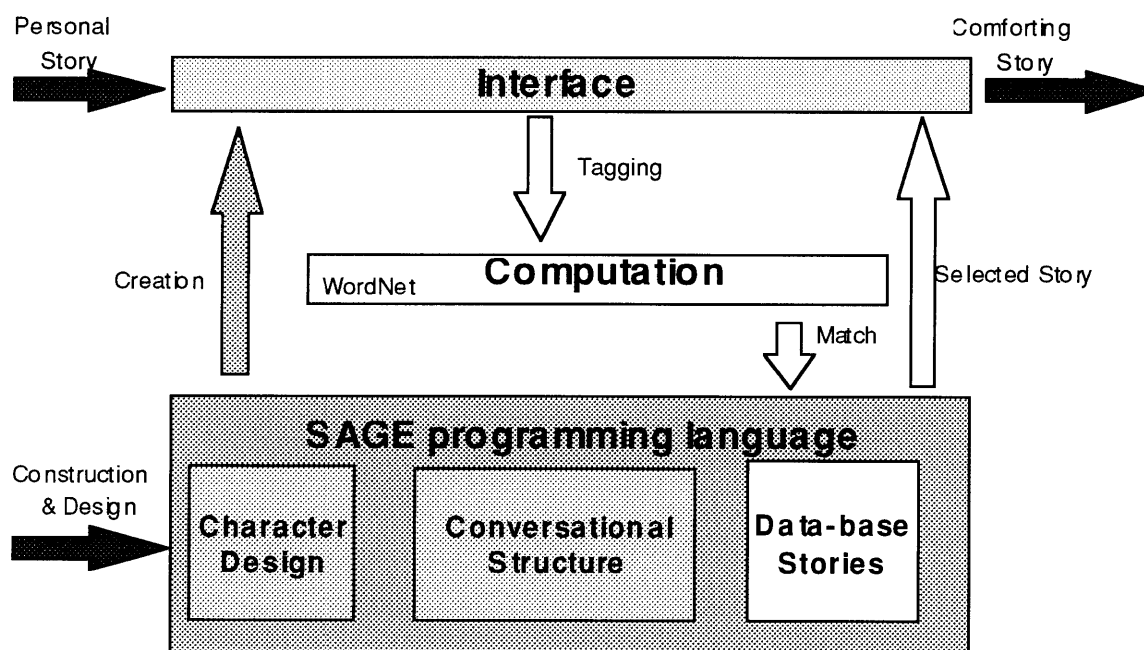 Personal
Story
Interface
Comforting
Story
Tagging
Creation
WordNet
Computation
Selected Story
Match
SAGE programming language
Construction
& Design
Character
Design
Conversational
Structure
Data-base
Stories